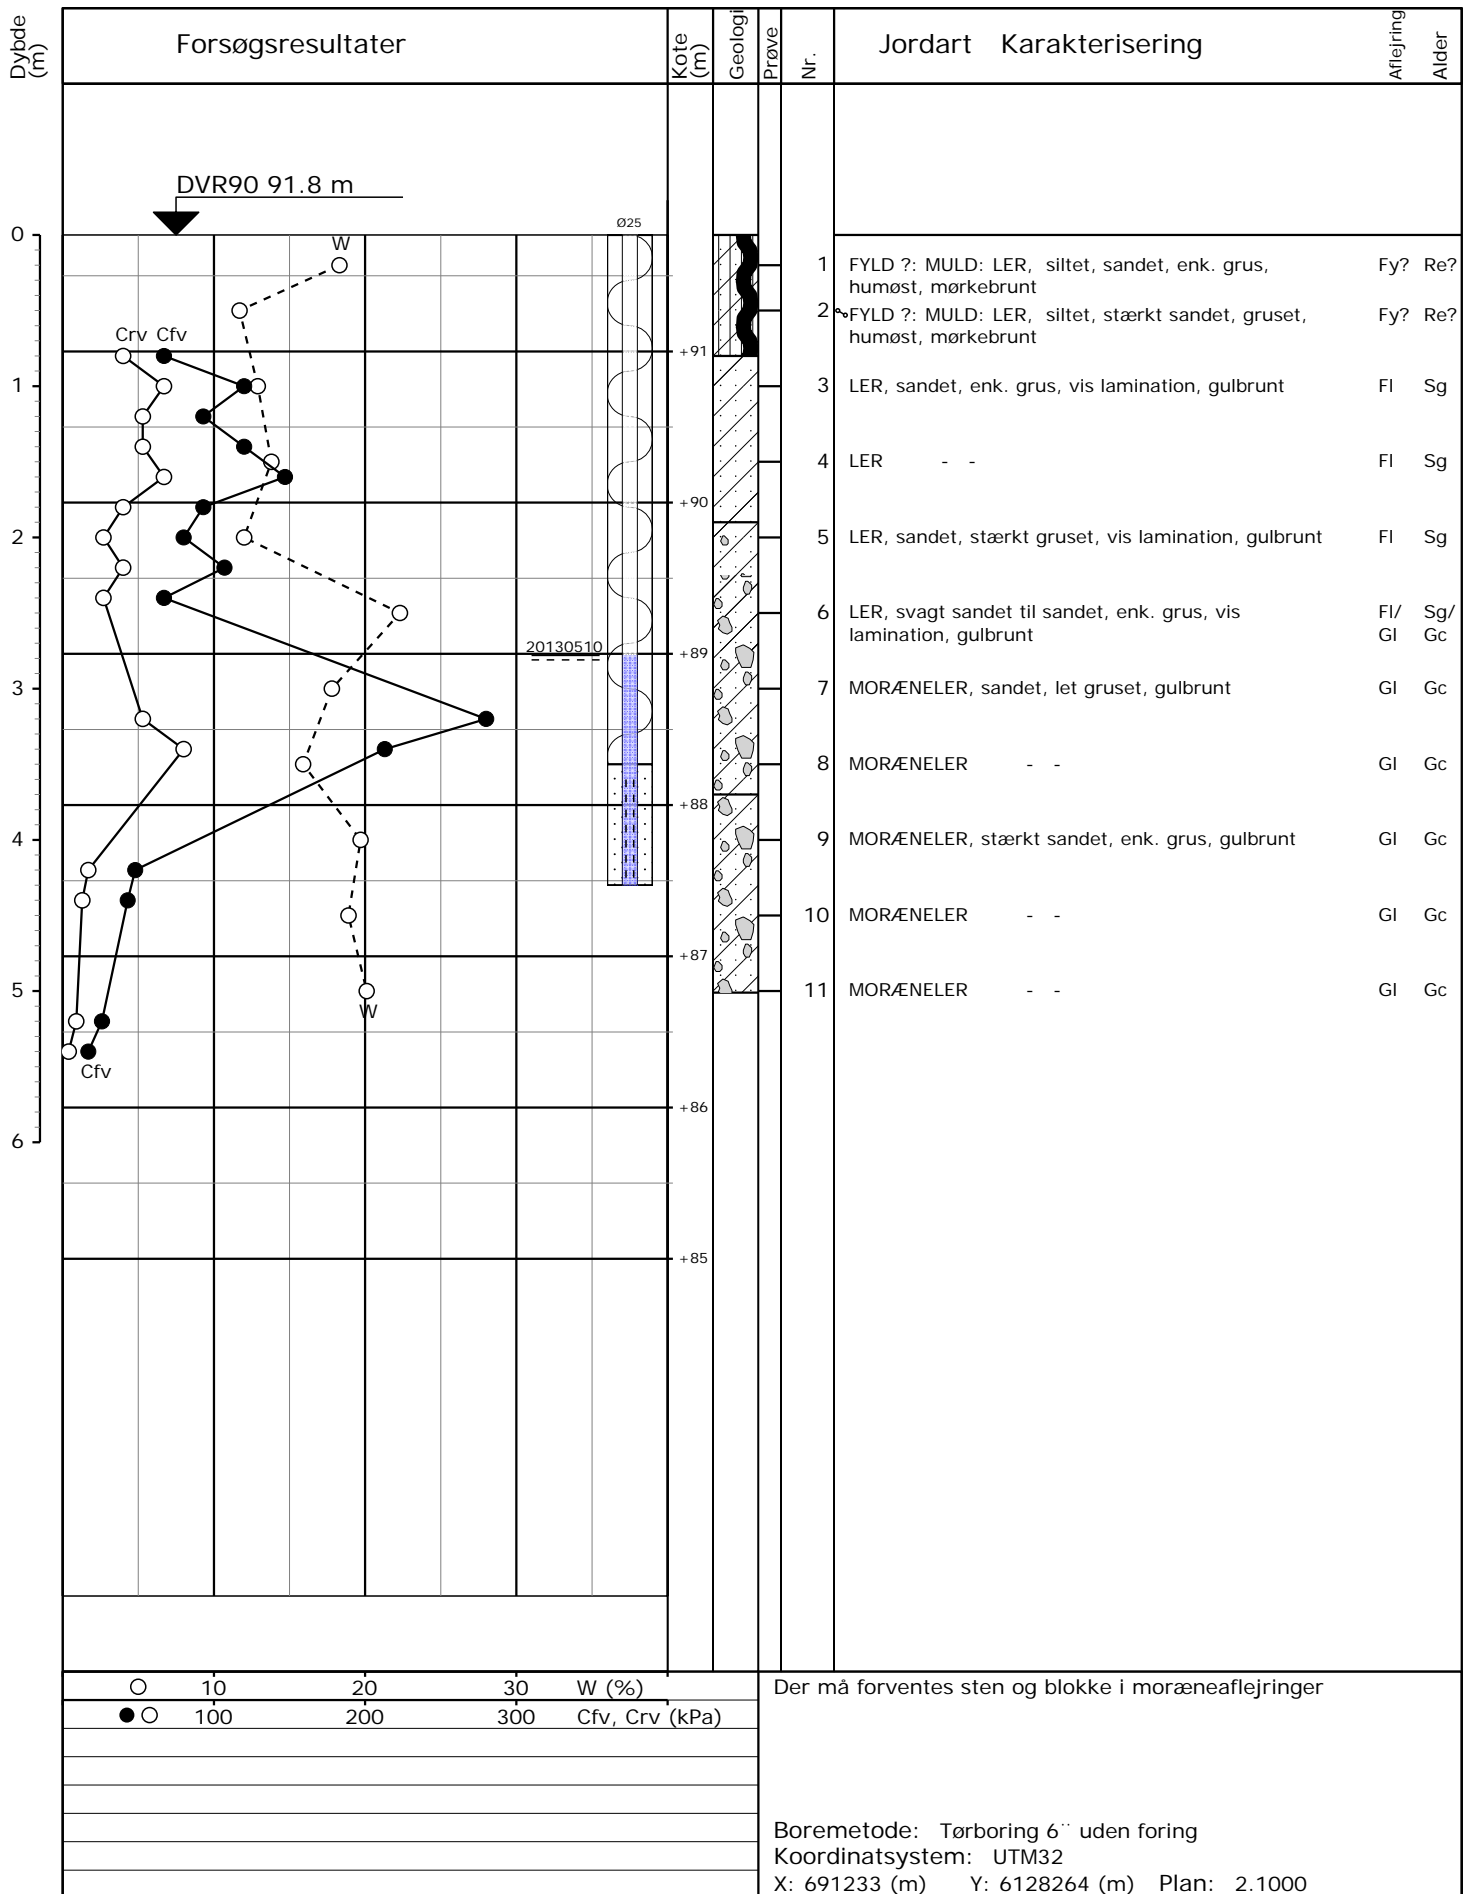 Dybde (m)
Forsøgsresultater
Kote (m)
Geologi
Prøve
Nr.
Jordart Karakterisering
Aflejring
Alder
DVR90 91.8 m
Ø25
0
W
1 FYLD ?: MULD: LER, siltet, sandet, enk. grus, Fy? Re?
humøst, mørkebrunt
2 FYLD ?: MULD: LER, siltet, stærkt sandet, gruset, Fy? Re?
humøst, mørkebrunt
Crv Cfv
+91
1
3 LER, sandet, enk. grus, vis lamination, gulbrunt Fl Sg
4 LER - - Fl Sg
+90
2
5 LER, sandet, stærkt gruset, vis lamination, gulbrunt Fl Sg
6 LER, svagt sandet til sandet, enk. grus, vis Fl/ Sg/
lamination, gulbrunt Gl Gc
20130510
+89
3
7 MORÆNELER, sandet, let gruset, gulbrunt Gl Gc
8 MORÆNELER - - Gl Gc
+88
4
9 MORÆNELER, stærkt sandet, enk. grus, gulbrunt Gl Gc
10 MORÆNELER - - Gl Gc
+87
5
11 MORÆNELER - - Gl Gc
W
Cfv
+86
6
+85
10 20 30 W (%)
100 200 300 Cfv, Crv (kPa)
Der må forventes sten og blokke i moræneaflejringer
Boremetode: Tørboring 6¨ uden foring
Koordinatsystem: UTM32
X: 691233 (m) Y: 6128264 (m) Plan: 2.1000